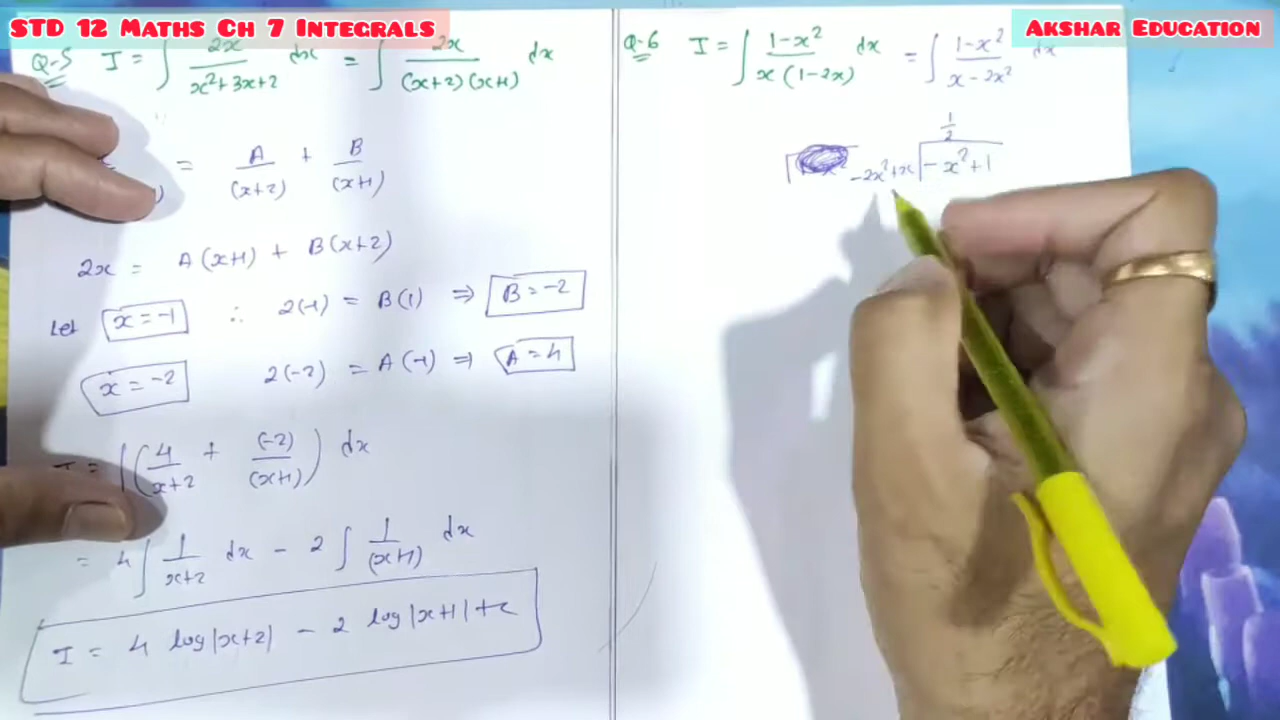 STD 12 Maths Ch 7 Integrals
Akshar Education
Q-5 I = ∫ 2x/(x²+3x+2) dx = ∫ 2x/((x+2)(x+1)) dx
= A/(x+2) + B/(x+1)
2x = A(x+1) + B(x+2)
Let x=-1 ∴ 2(-1) = B(1) ⇒ B=-2
x=-2 2(-2) = A(-1) ⇒ A=4
I = ∫(4/(x+2) + (-2)/(x+1)) dx
= 4∫ 1/(x+2) dx - 2∫ 1/(x+1) dx
I = 4 log|x+2| - 2 log|x+1|+c
Q-6 I = ∫ (1-x²)/(x(1-2x)) dx = ∫ (1-x²)/(x-2x²) dx
1/2
-2x²+x -x²+1